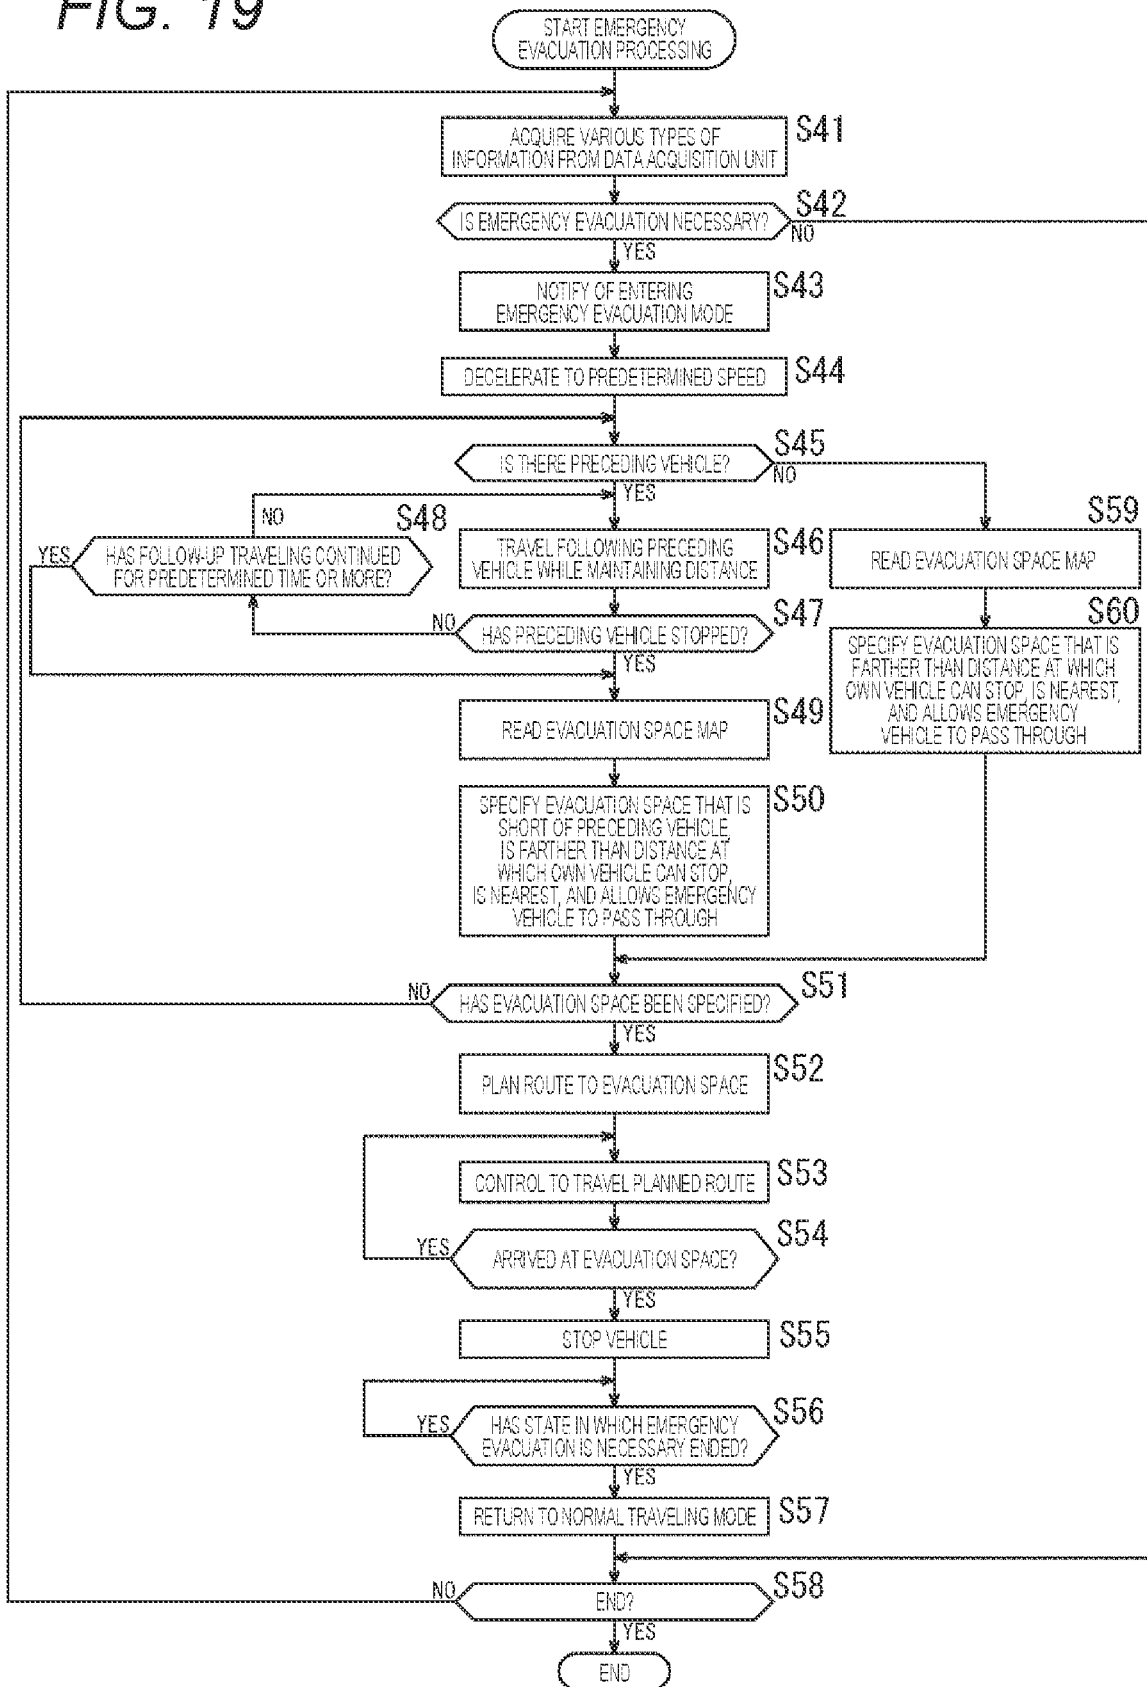 FIG. 19
START EMERGENCY
EVACUATION PROCESSING
ACQUIRE VARIOUS TYPES OF
INFORMATION FROM DATA ACQUISITION UNIT
S41
IS EMERGENCY EVACUATION NECESSARY?
S42
NO
YES
NOTIFY OF ENTERING
EMERGENCY EVACUATION MODE
S43
DECELERATE TO PREDETERMINED SPEED
S44
IS THERE PRECEDING VEHICLE?
S45
NO
YES
TRAVEL FOLLOWING PRECEDING
VEHICLE WHILE MAINTAINING DISTANCE
S46
HAS PRECEDING VEHICLE STOPPED?
S47
NO
YES
HAS FOLLOW-UP TRAVELING CONTINUED
FOR PREDETERMINED TIME OR MORE?
S48
NO
YES
READ EVACUATION SPACE MAP
S49
SPECIFY EVACUATION SPACE THAT IS
SHORT OF PRECEDING VEHICLE,
IS FARTHER THAN DISTANCE AT
WHICH OWN VEHICLE CAN STOP,
IS NEAREST, AND ALLOWS EMERGENCY
VEHICLE TO PASS THROUGH
S50
READ EVACUATION SPACE MAP
S59
SPECIFY EVACUATION SPACE THAT IS
FARTHER THAN DISTANCE AT WHICH
OWN VEHICLE CAN STOP, IS NEAREST,
AND ALLOWS EMERGENCY
VEHICLE TO PASS THROUGH
S60
HAS EVACUATION SPACE BEEN SPECIFIED?
S51
NO
YES
PLAN ROUTE TO EVACUATION SPACE
S52
CONTROL TO TRAVEL PLANNED ROUTE
S53
ARRIVED AT EVACUATION SPACE?
S54
YES
YES
STOP VEHICLE
S55
HAS STATE IN WHICH EMERGENCY
EVACUATION IS NECESSARY ENDED?
S56
YES
YES
RETURN TO NORMAL TRAVELING MODE
S57
END?
S58
NO
YES
END